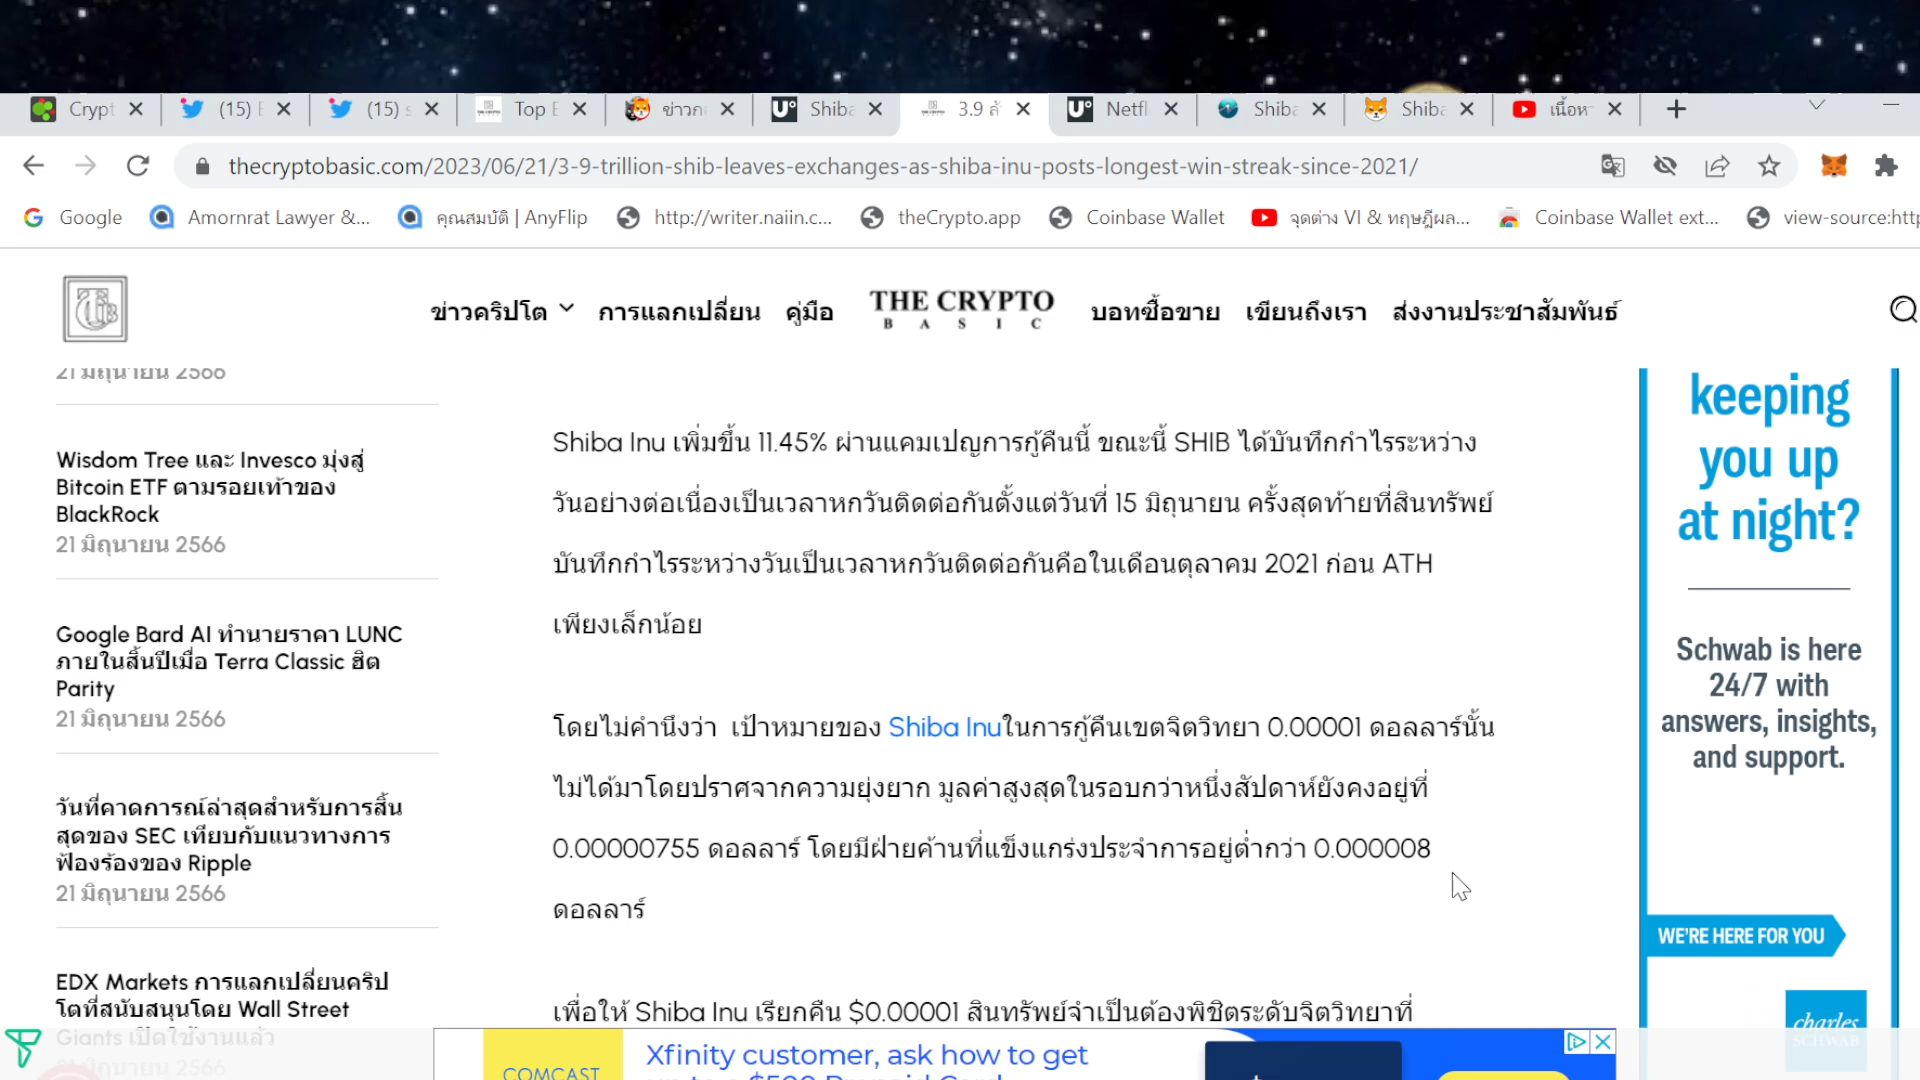 Crypt
(15) E
(15) s
Top E
ข่าวก
Shiba
3.9 ล้
Netfl
Shiba
Shiba
เนื้อห
thecryptobasic.com/2023/06/21/3-9-trillion-shib-leaves-exchanges-as-shiba-inu-posts-longest-win-streak-since-2021/
Google
Amornrat Lawyer &...
คุณสมบัติ | AnyFlip
http://writer.naiin.c...
theCrypto.app
Coinbase Wallet
จุดต่าง VI & ทฤษฎีผล...
Coinbase Wallet ext...
view-source:http
ข่าวคริปโต
การแลกเปลี่ยน
คู่มือ
THE CRYPTO
BASIC
บอทซื้อขาย
เขียนถึงเรา
ส่งงานประชาสัมพันธ์
21 มิถุนายน 2566
Wisdom Tree และ Invesco มุ่งสู่
Bitcoin ETF ตามรอยเท้าของ
BlackRock
21 มิถุนายน 2566
Google Bard AI ทำนายราคา LUNC
ภายในสิ้นปีเมื่อ Terra Classic ฮิต
Parity
21 มิถุนายน 2566
วันที่คาดการณ์ล่าสุดสำหรับการสิ้น
สุดของ SEC เทียบกับแนวทางการ
ฟ้องร้องของ Ripple
21 มิถุนายน 2566
EDX Markets การแลกเปลี่ยนคริป
โตที่สนับสนุนโดย Wall Street
Giants เปิดใช้งานแล้ว
21 มิถุนายน 2566
Shiba Inu เพิ่มขึ้น 11.45% ผ่านแคมเปญการกู้คืนนี้ ขณะนี้ SHIB ได้บันทึกกำไรระหว่าง
วันอย่างต่อเนื่องเป็นเวลาหกวันติดต่อกันตั้งแต่วันที่ 15 มิถุนายน ครั้งสุดท้ายที่สินทรัพย์
บันทึกกำไรระหว่างวันเป็นเวลาหกวันติดต่อกันคือในเดือนตุลาคม 2021 ก่อน ATH
เพียงเล็กน้อย
โดยไม่คำนึงว่า เป้าหมายของ Shiba Inuในการกู้คืนเขตจิตวิทยา 0.00001 ดอลลาร์นั้น
ไม่ได้มาโดยปราศจากความยุ่งยาก มูลค่าสูงสุดในรอบกว่าหนึ่งสัปดาห์ยังคงอยู่ที่
0.00000755 ดอลลาร์ โดยมีฝ่ายค้านที่แข็งแกร่งประจำการอยู่ต่ำกว่า 0.000008
ดอลลาร์
เพื่อให้ Shiba Inu เรียกคืน $0.00001 สินทรัพย์จำเป็นต้องพิชิตระดับจิตวิทยาที่
keeping
you up
at night?
Schwab is here
24/7 with
answers, insights,
and support.
WE'RE HERE FOR YOU
charles
SCHWAB
COMCAST
Xfinity customer, ask how to get